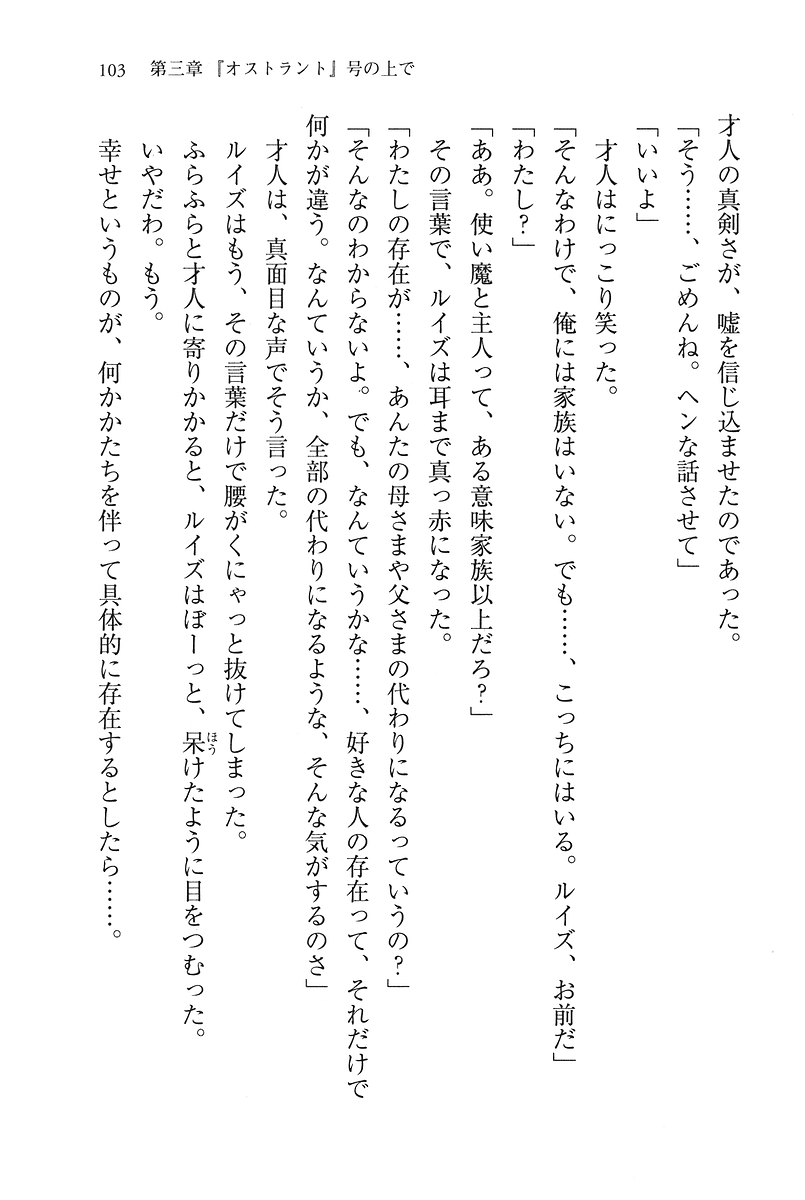 103 第三章『オストラント』号の上で
才人の真剣さが、嘘を信じ込ませたのであった。
「そう……、ごめんね。ヘンな話させて」
「いいよ」
才人はにっこり笑った。
「そんなわけで、俺には家族はいない。でも……、こっちにはいる。ルイズ、お前だ」
「わたし？」
「ああ。使い魔と主人って、ある意味家族以上だろ？」
その言葉で、ルイズは耳まで真っ赤になった。
「わたしの存在が……、あんたの母さまや父さまの代わりになるっていうの？」
「そんなのわからないよ。でも、なんていうかな……、好きな人の存在って、それだけで
何かが違う。なんていうか、全部の代わりになるような、そんな気がするのさ」
才人は、真面目な声でそう言った。
ルイズはもう、その言葉だけで腰がくにゃっと抜けてしまった。
ふらふらと才人に寄りかかると、ルイズはぼーっと、呆けたように目をつむった。
ほう
いやだわ。もう。
幸せというものが、何かかたちを伴って具体的に存在するとしたら……。